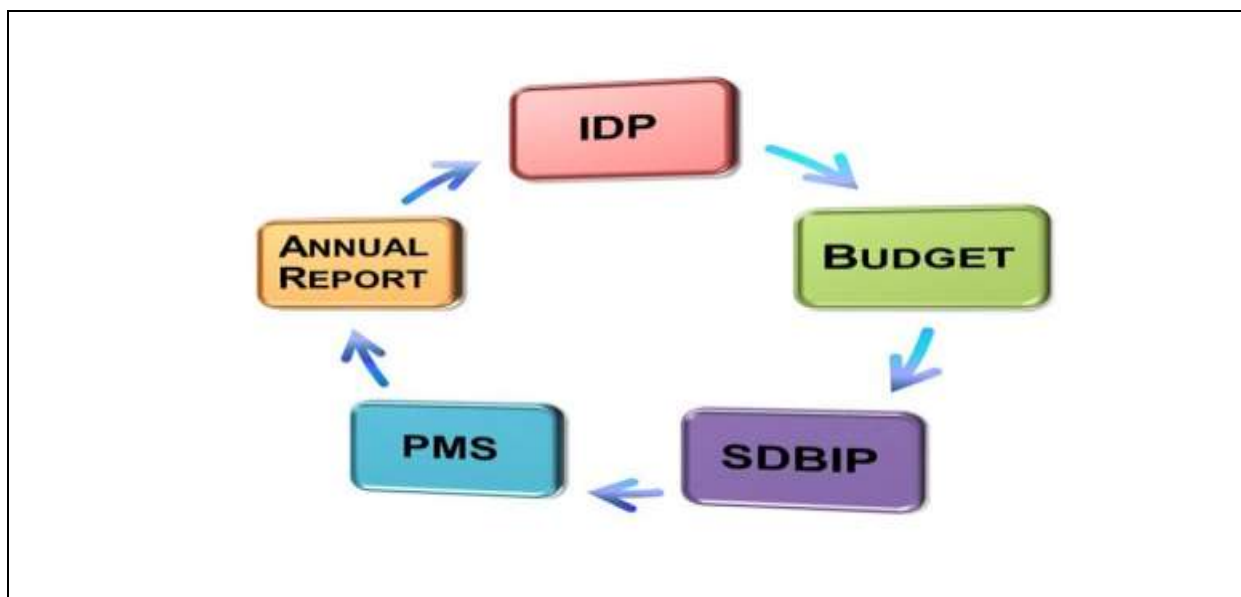 IDP
BUDGET
SDBIP
PMS
ANNUAL
REPORT